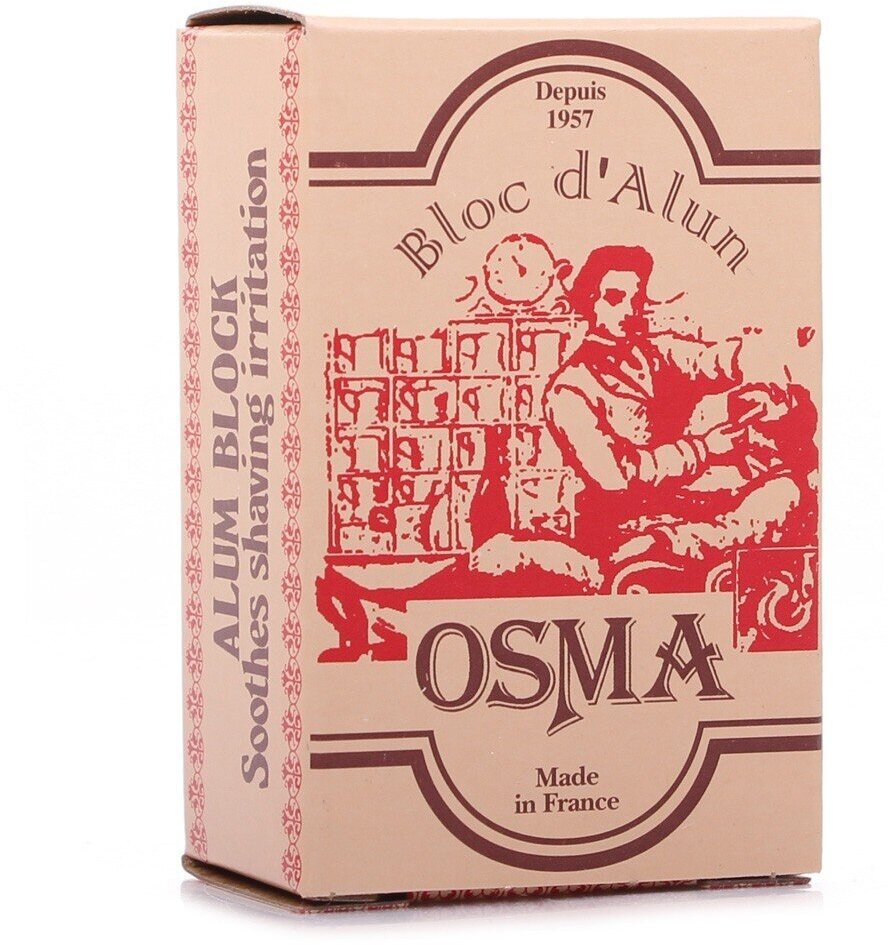 Depuis
1957
Bloc d'Alun
OSMA
Made
in France
ALUM BLOCK
Soothes shaving irritation